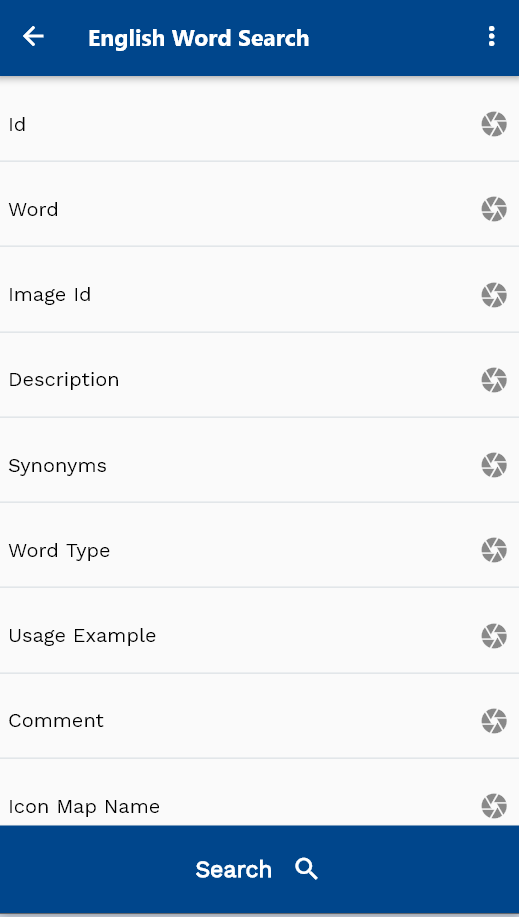 English Word Search
Id
Word
Image Id
Description
Synonyms
Word Type
Usage Example
Comment
Icon Map Name
Search